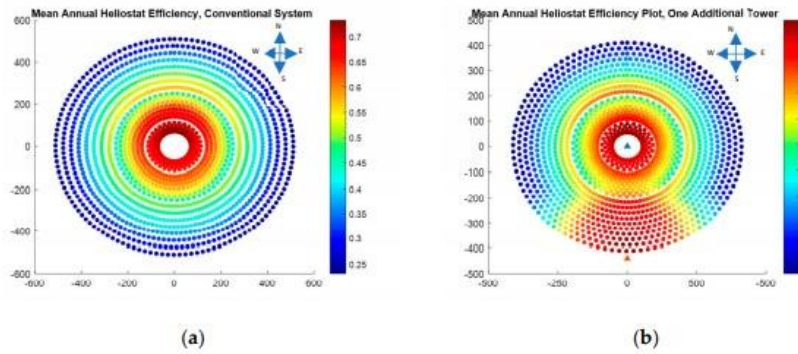 Mean Annual Heliostat Efficiency, Conventional System
600
400
200
0
-200
-400
-600
-600 -400 -200 0 200 400 600
N
W E
S
0.7
0.65
0.6
0.55
0.5
0.45
0.4
0.35
0.3
0.25
(a)
Mean Annual Heliostat Efficiency Plot, One Additional Tower
500
400
300
200
100
0
-100
-200
-300
-400
-500
-500 0 500
N
W E
S
(b)